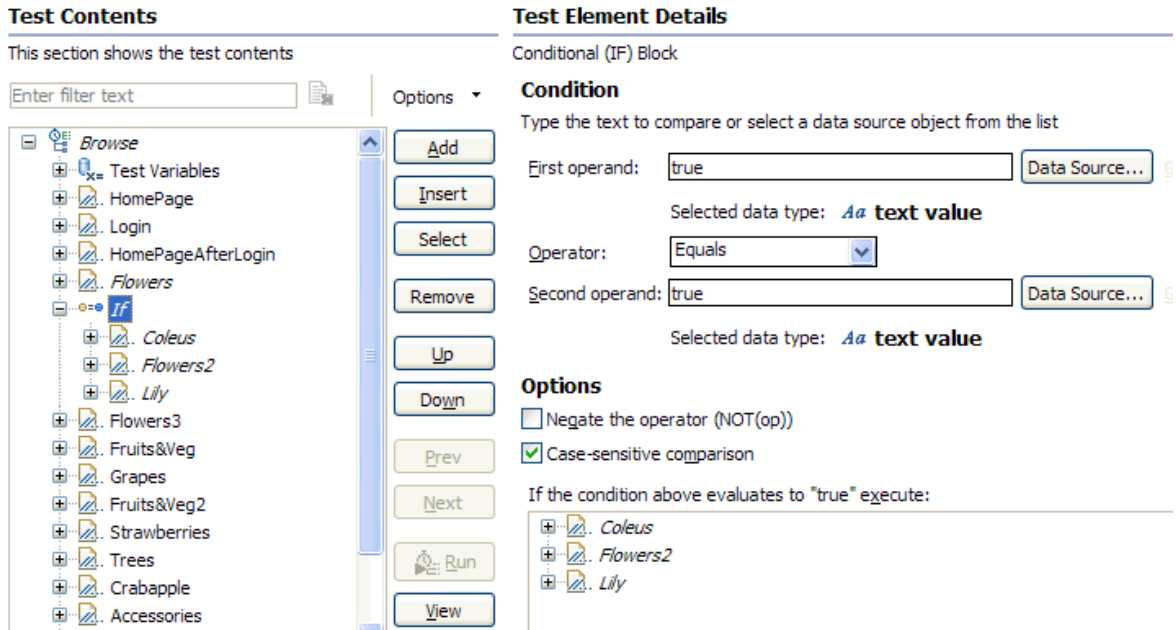 Test Contents
This section shows the test contents
Enter filter text
Options
Browse
Test Variables
HomePage
Login
HomePageAfterLogin
Flowers
If
Coleus
Flowers2
Lily
Flowers3
Fruits&Veg
Grapes
Fruits&Veg2
Strawberries
Trees
Crabapple
Accessories
Add
Insert
Select
Remove
Up
Down
Prev
Next
Run
View
Test Element Details
Conditional (IF) Block
Condition
Type the text to compare or select a data source object from the list
First operand: true Data Source...
Selected data type: Aa text value
Operator: Equals
Second operand: true Data Source...
Selected data type: Aa text value
Options
Negate the operator (NOT(op))
Case-sensitive comparison
If the condition above evaluates to "true" execute:
Coleus
Flowers2
Lily